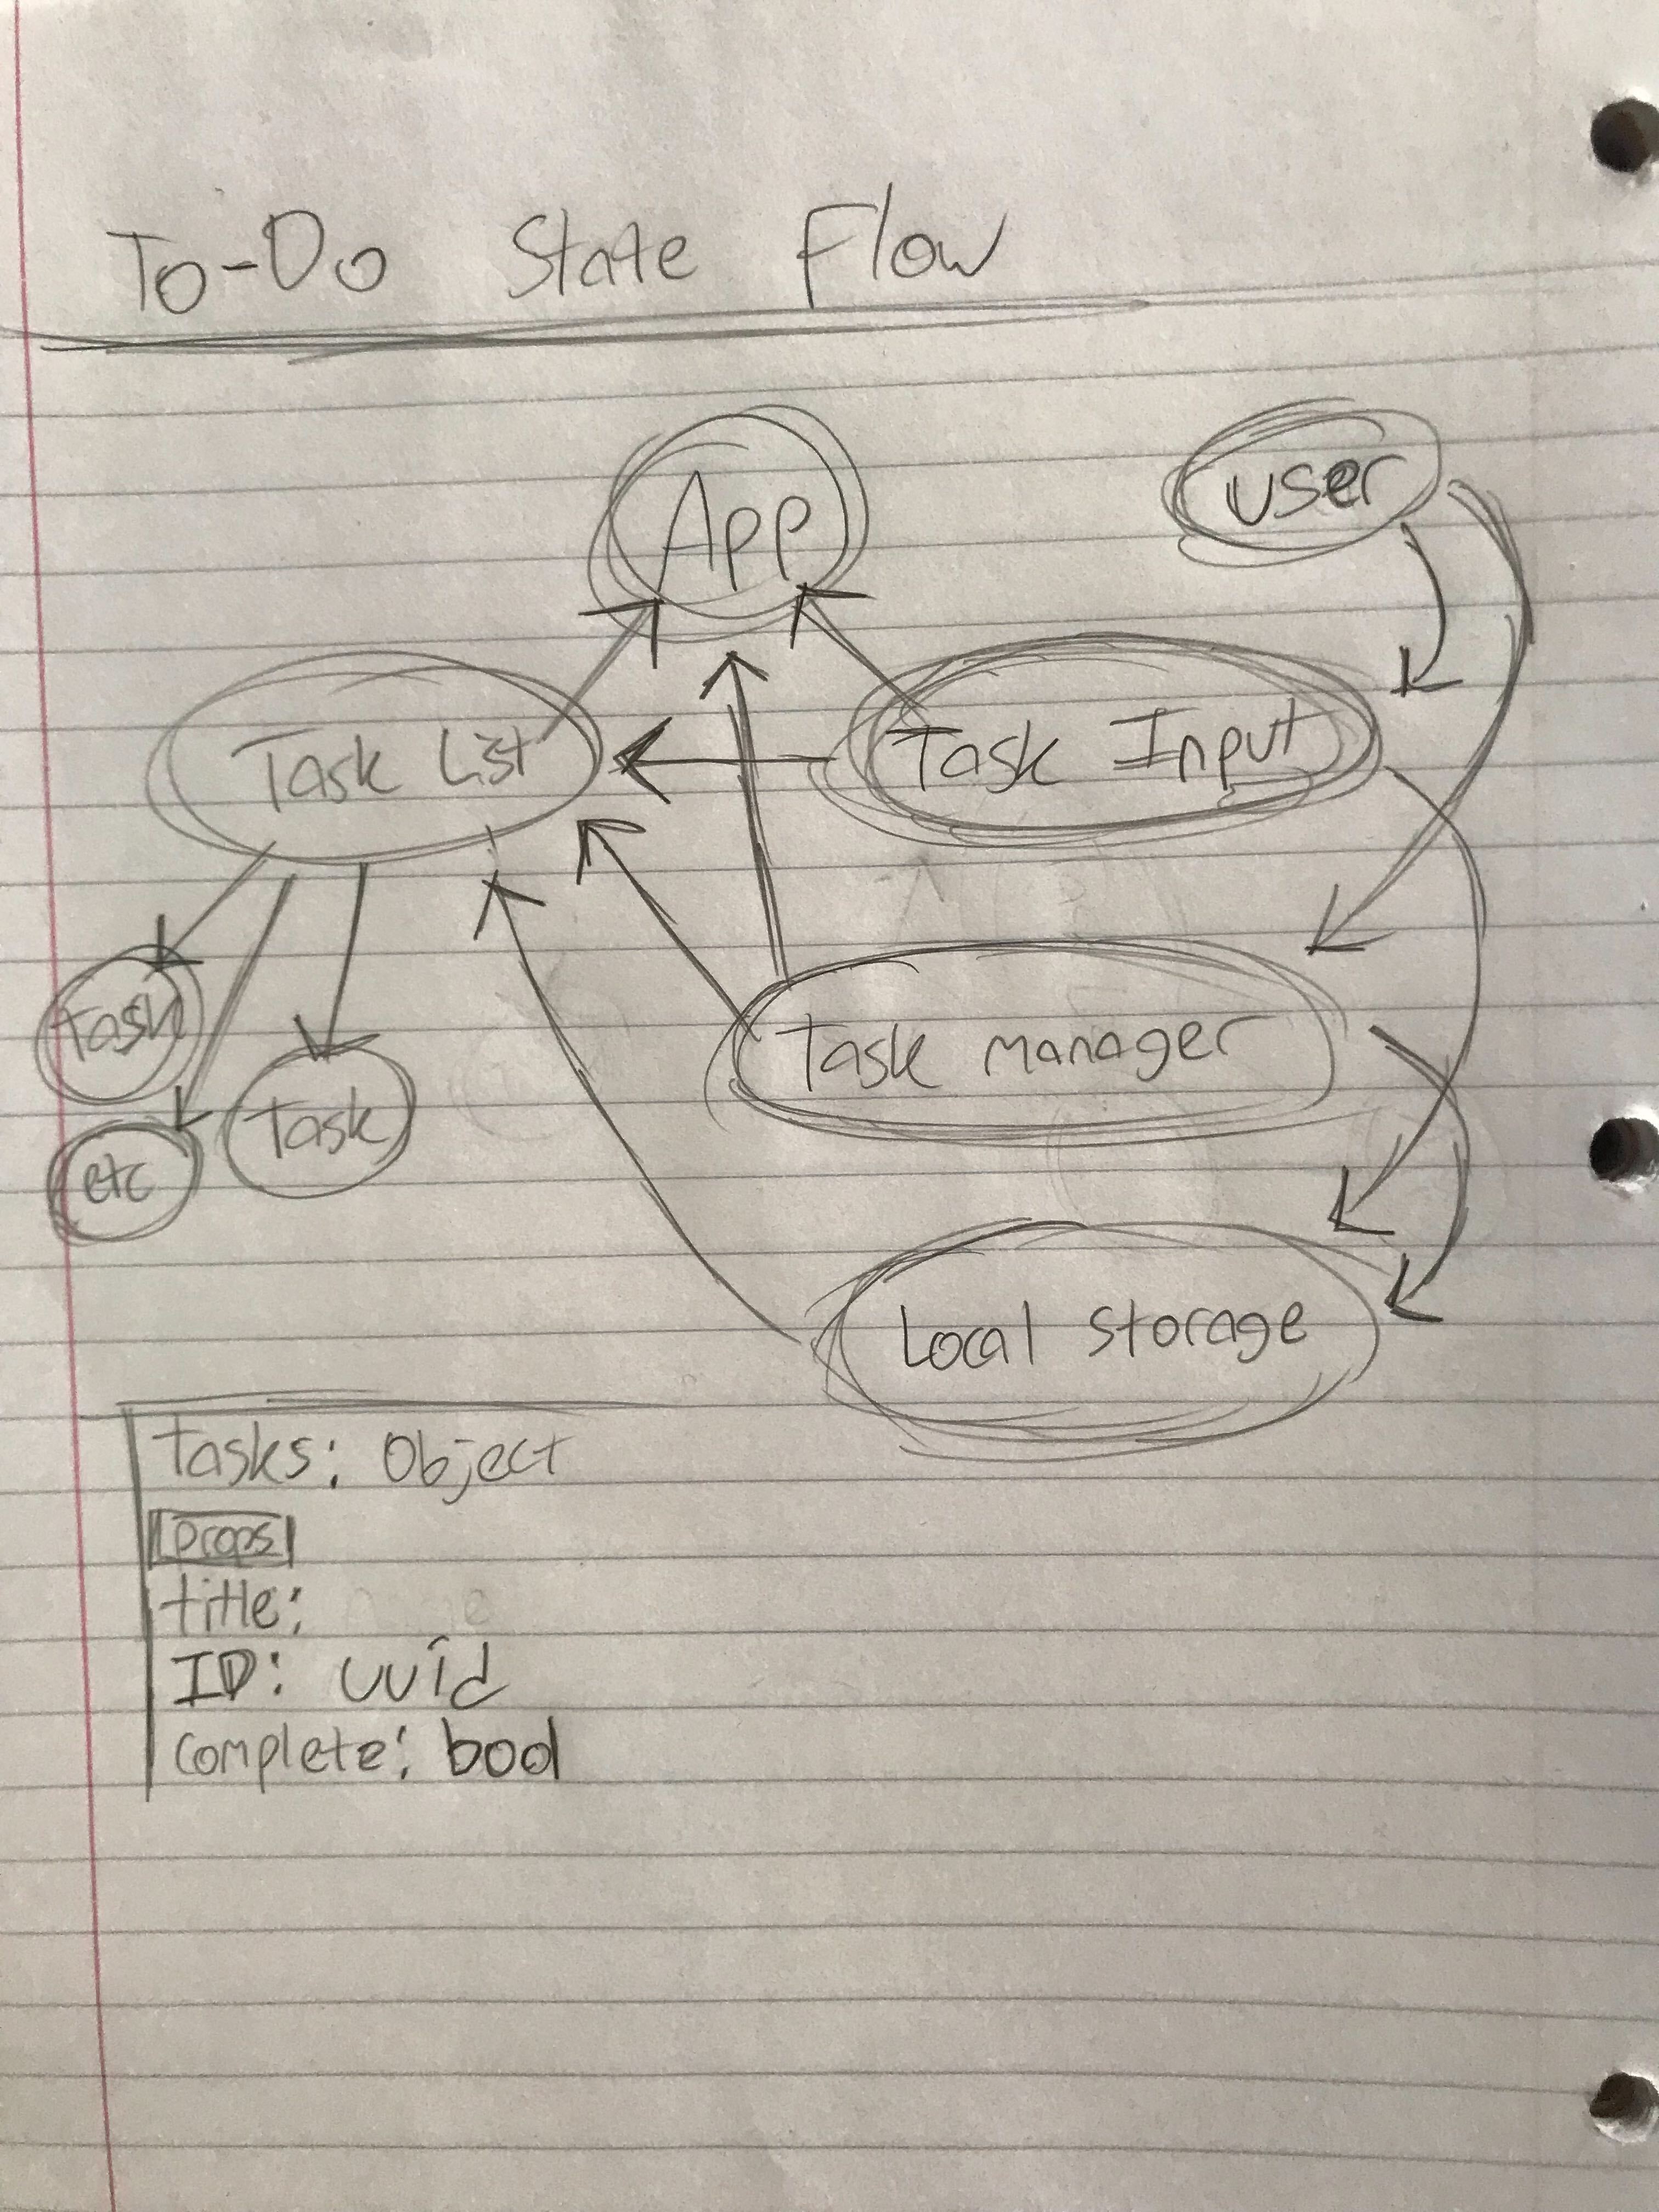 To-Do State Flow
App
user
Task List
Task Input
Task
Task manager
Task
etc
Local storage
Tasks: Object
props
title:
ID: uuid
complete: bool